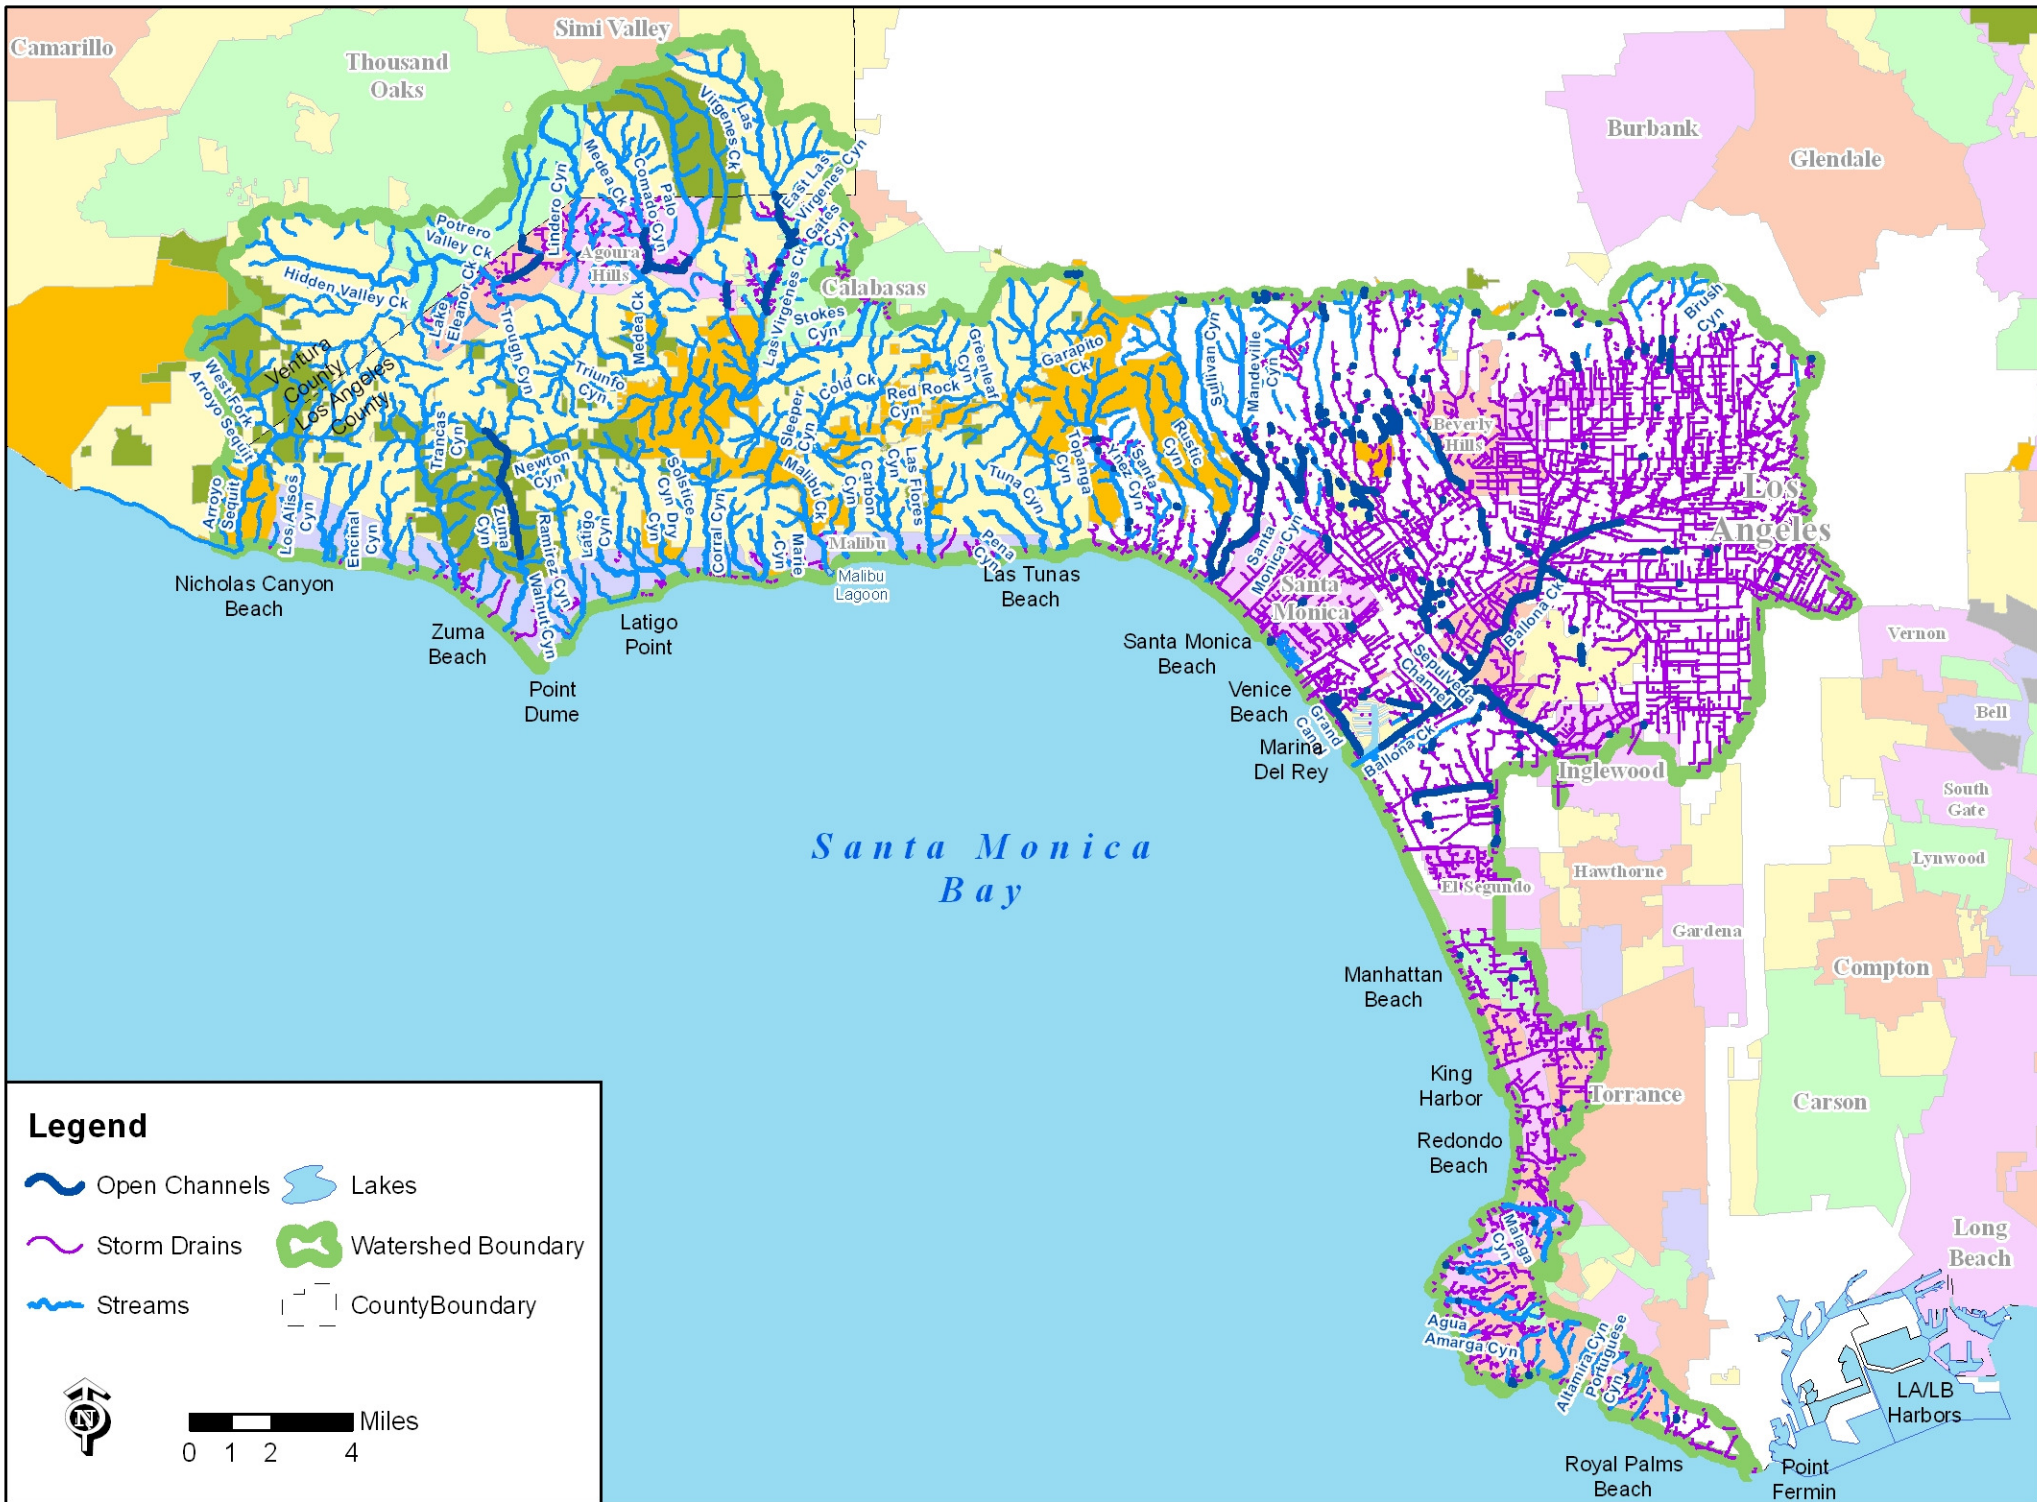 Camarillo
Thousand
Oaks
Simi Valley
Burbank
Glendale
Las
Virgenes Ck
East Las
Virgenes Cyn
Gates
Cyn
Lindero Cyn
Medea Ck
Palo
Comado Cyn
Potrero
Valley Ck
Agoura
Hills
Hidden Valley Ck
Lake
Eleanor Ck
Calabasas
Las Virgenes Ck
Stokes
Cyn
Medea Ck
Trough Cyn
Triunfo
Cyn
Ventura
County
Los Angeles
County
West Fork
Arroyo Sequit
Cold Ck
Red Rock
Cyn
Greenleaf
Cyn
Garapito
Ck
Sullivan Cyn
Mandeville
Cyn
Brush
Cyn
Beverly
Hills
Los
Angeles
Trancas
Cyn
Newton
Cyn
Sleeper
Cyn
Rustic
Cyn
Arroyo
Sequit
Los Alisos
Cyn
Encinal
Cyn
Zuma
Cyn
Ramirez Cyn
Walnut Cyn
Latigo
Cyn
Solstice
Cyn
Dry
Cyn
Corral Cyn
Marie
Cyn
Malibu Ck
Carbon
Cyn
Las Flores
Cyn
Tuna Cyn
Pena
Cyn
Topanga
Cyn
Santa
Ynez Cyn
Santa
Monica Cyn
Malibu
Malibu
Lagoon
Nicholas Canyon
Beach
Zuma
Beach
Point
Dume
Latigo
Point
Las Tunas
Beach
Santa Monica
Beach
Santa
Monica
Venice
Beach
Marina
Del Rey
Grand
Canal
Sepulveda
Channel
Ballona Ck
Ballona Ck
Inglewood
Vernon
Bell
South
Gate
Lynwood
Hawthorne
El Segundo
Gardena
Compton
Santa Monica
Bay
Manhattan
Beach
King
Harbor
Redondo
Beach
Torrance
Carson
Long
Beach
Malaga
Cyn
Agua
Amarga Cyn
Altamira Cyn
Portuguese
Cyn
LA/LB
Harbors
Royal Palms
Beach
Point
Fermin
Legend
Open Channels
Lakes
Storm Drains
Watershed Boundary
Streams
CountyBoundary
N
Miles
0 1 2 4